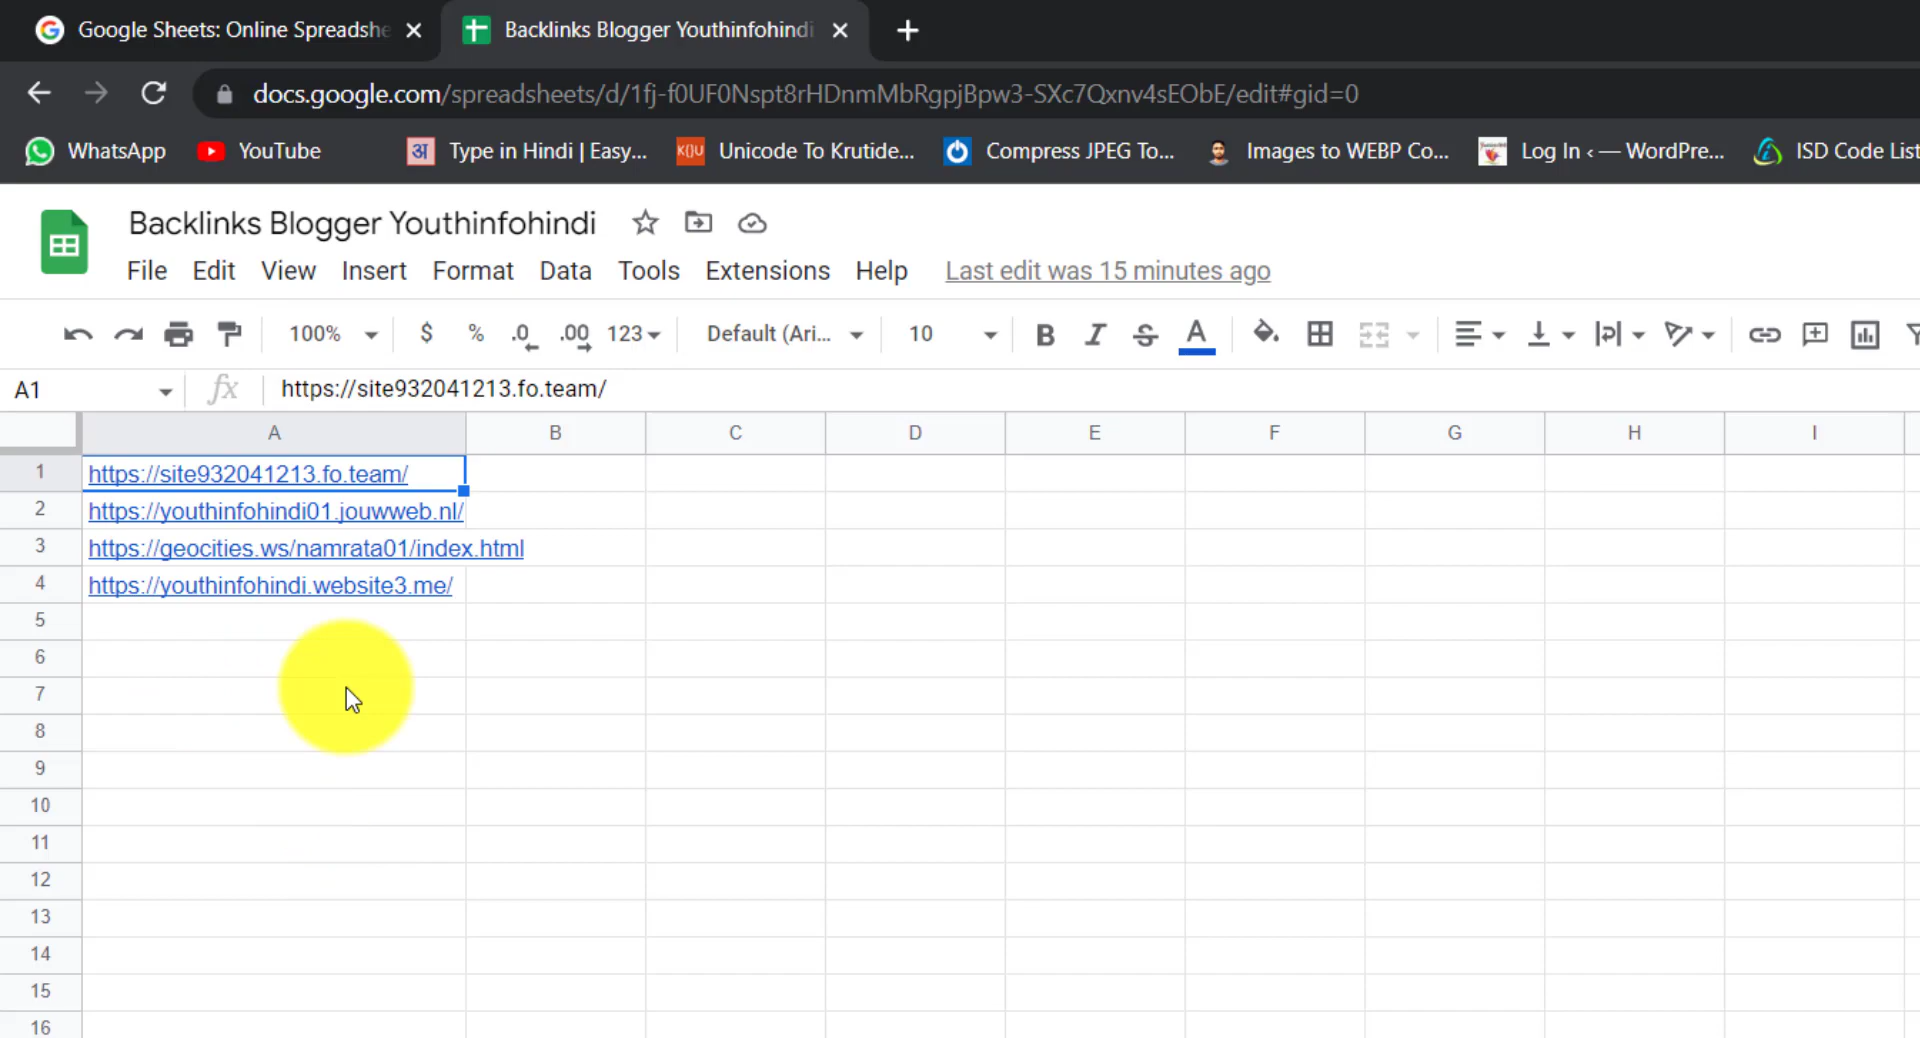 Google Sheets: Online Spreadshe
Backlinks Blogger Youthinfohindi
docs.google.com/spreadsheets/d/1fj-f0UF0Nspt8rHDnmMbRgpjBpw3-SXc7Qxnv4sEObE/edit#gid=0
WhatsApp YouTube अ Type in Hindi | Easy... K{}U Unicode To Krutide... Compress JPEG To... Images to WEBP Co... Log In ‹ — WordPre... ISD Code List
Backlinks Blogger Youthinfohindi
File Edit View Insert Format Data Tools Extensions Help Last edit was 15 minutes ago
100% $ % .0 .00 123 Default (Ari... 10 B I S A
A1 fx https://site932041213.fo.team/
A B C D E F G H I
1 https://site932041213.fo.team/
2 https://youthinfohindi01.jouwweb.nl/
3 https://geocities.ws/namrata01/index.html
4 https://youthinfohindi.website3.me/
5
6
7
8
9
10
11
12
13
14
15
16